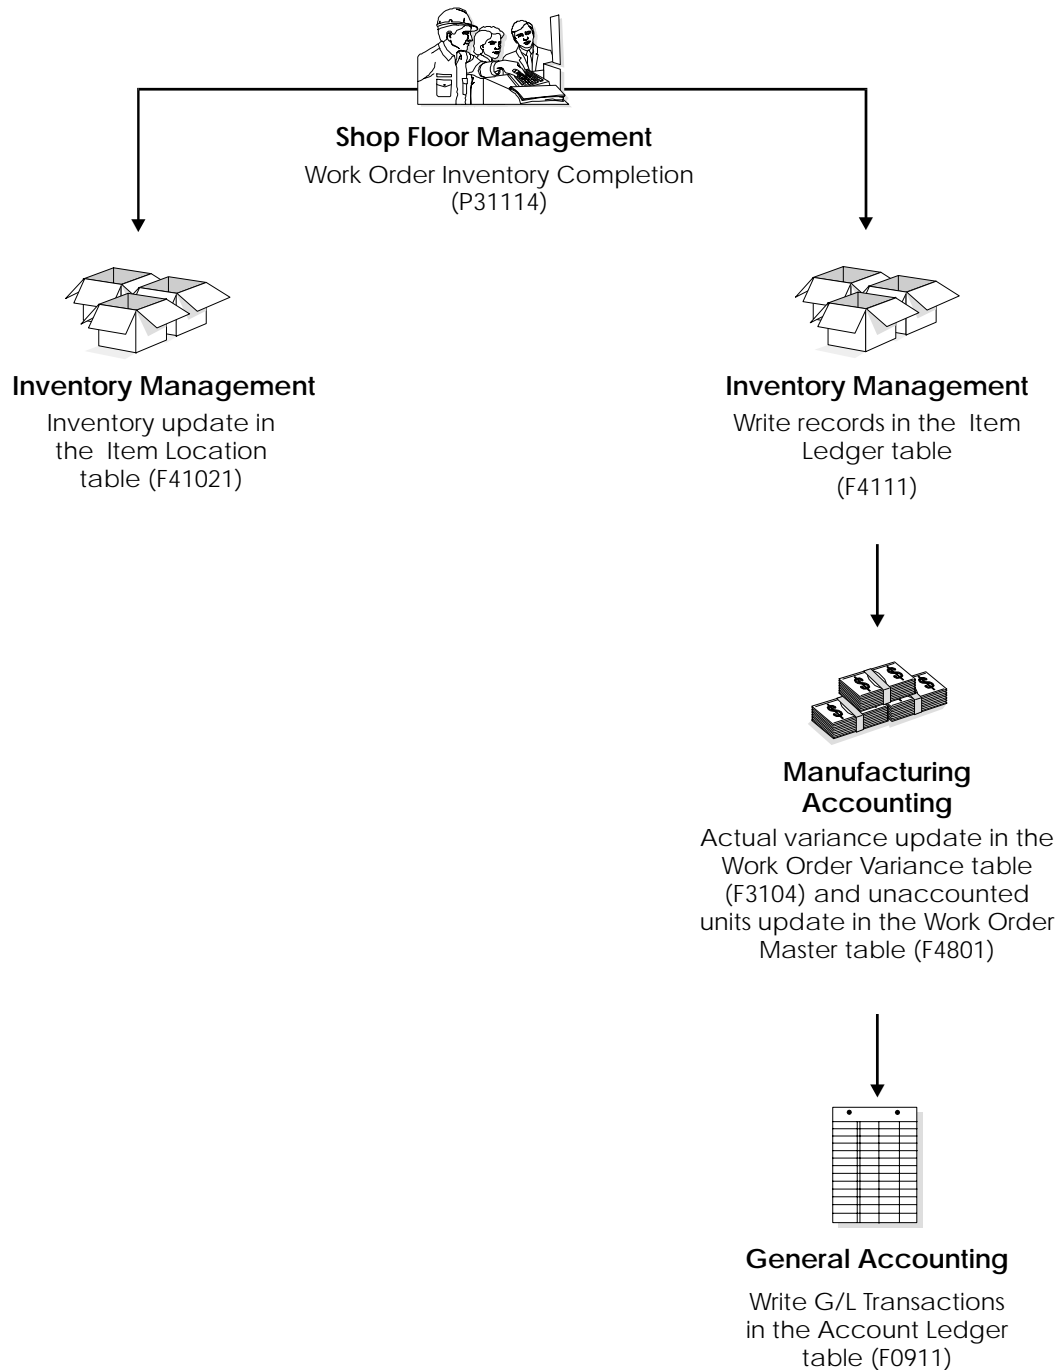 Shop Floor Management
Work Order Inventory Completion
(P31114)
Inventory Management
Inventory update in
the Item Location
table (F41021)
Inventory Management
Write records in the Item
Ledger table
(F4111)
Manufacturing
Accounting
Actual variance update in the
Work Order Variance table
(F3104) and unaccounted
units update in the Work Order
Master table (F4801)
General Accounting
Write G/L Transactions
in the Account Ledger
table (F0911)